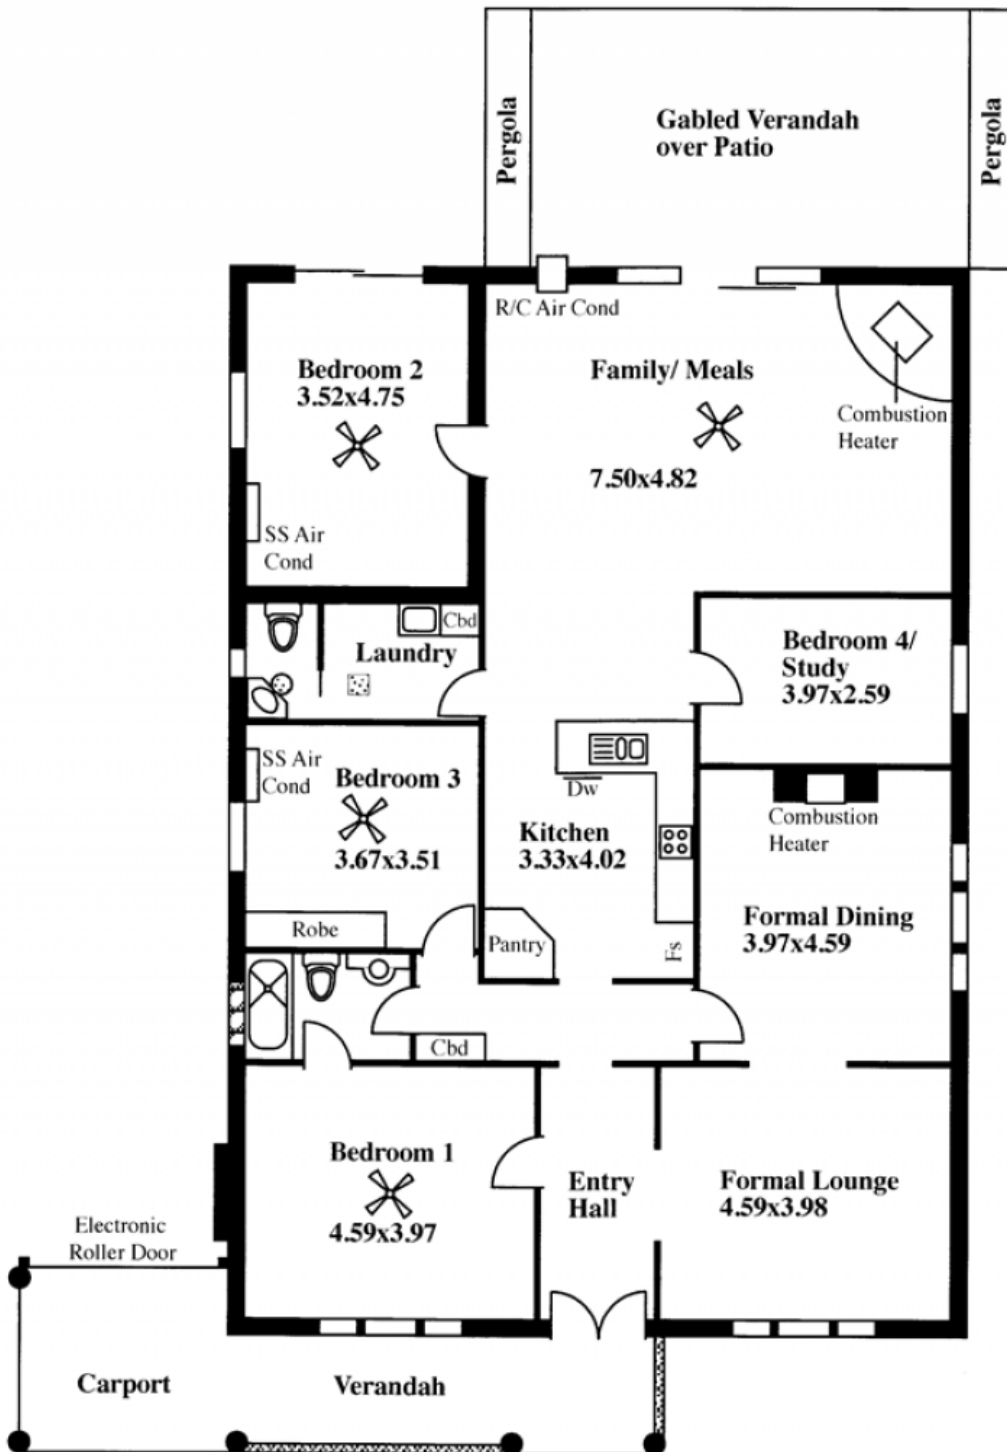 Pergola
Gabled Verandah
over Patio
Pergola
R/C Air Cond
Bedroom 2
3.52x4.75
Family/ Meals
Combustion
Heater
7.50x4.82
SS Air
Cond
Cbd
Laundry
Bedroom 4/
Study
3.97x2.59
SS Air
Cond
Bedroom 3
3.67x3.51
Dw
Kitchen
3.33x4.02
Combustion
Heater
Robe
Pantry
Fs
Formal Dining
3.97x4.59
Cbd
Bedroom 1
4.59x3.97
Entry
Hall
Formal Lounge
4.59x3.98
Electronic
Roller Door
Carport
Verandah